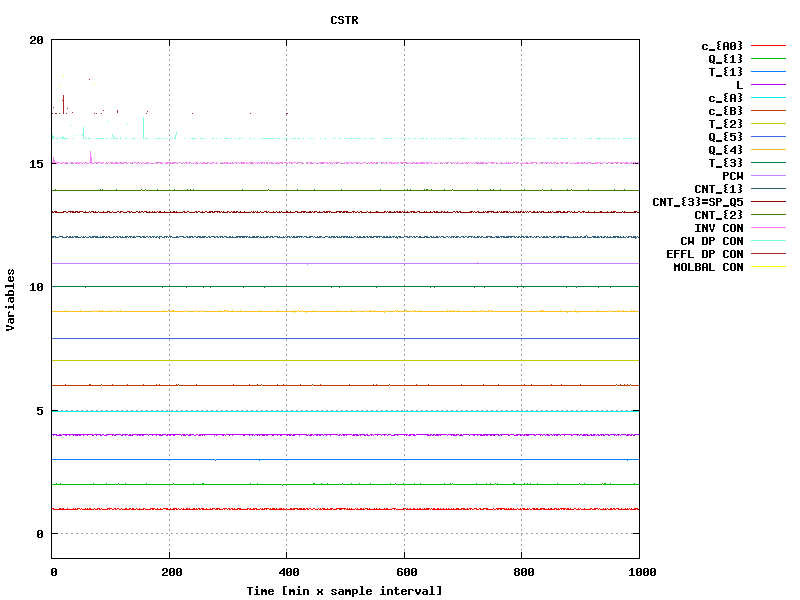 CSTR
20
15
10
5
0
Variables
0 200 400 600 800 1000
Time [min x sample interval]
c_{A0}
Q_{1}
T_{1}
L
c_{A}
c_{B}
T_{2}
Q_{5}
Q_{4}
T_{3}
PCW
CNT_{1}
CNT_{3}=SP_Q5
CNT_{2}
INV CON
CW DP CON
EFFL DP CON
MOLBAL CON